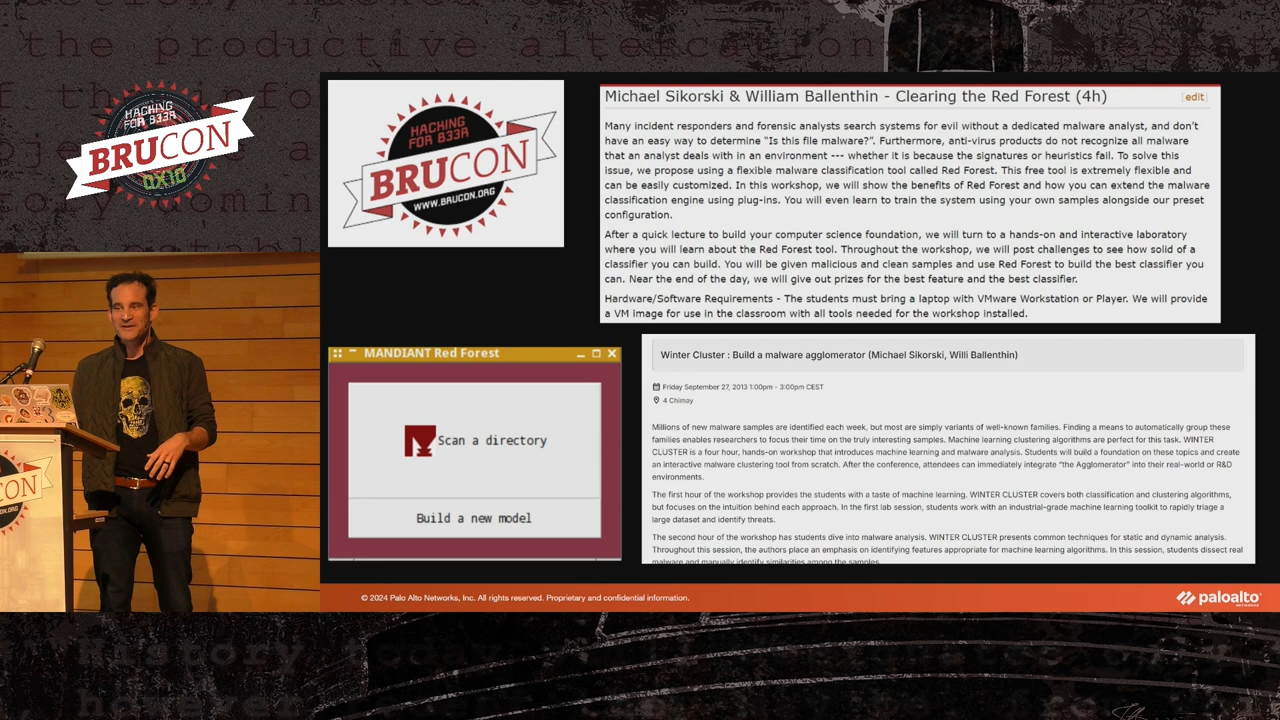 the productive altercation
HACKING
FOR B33R
BRUCON
0X10
HACKING
FOR B33R
BRUCON
WWW.BRUCON.ORG
Michael Sikorski & William Ballenthin - Clearing the Red Forest (4h)
[edit]
Many incident responders and forensic analysts search systems for evil without a dedicated malware analyst, and don't
have an easy way to determine "Is this file malware?". Furthermore, anti-virus products do not recognize all malware
that an analyst deals with in an environment --- whether it is because the signatures or heuristics fail. To solve this
issue, we propose using a flexible malware classification tool called Red Forest. This free tool is extremely flexible and
can be easily customized. In this workshop, we will show the benefits of Red Forest and how you can extend the malware
classification engine using plug-ins. You will even learn to train the system using your own samples alongside our preset
configuration.
After a quick lecture to build your computer science foundation, we will turn to a hands-on and interactive laboratory
where you will learn about the Red Forest tool. Throughout the workshop, we will post challenges to see how solid of a
classifier you can build. You will be given malicious and clean samples and use Red Forest to build the best classifier you
can. Near the end of the day, we will give out prizes for the best feature and the best classifier.
Hardware/Software Requirements - The students must bring a laptop with VMware Workstation or Player. We will provide
a VM image for use in the classroom with all tools needed for the workshop installed.
MANDIANT Red Forest
Scan a directory
Build a new model
Winter Cluster : Build a malware agglomerator (Michael Sikorski, Willi Ballenthin)
Friday September 27, 2013 1:00pm - 3:00pm CEST
4 Chimay
Millions of new malware samples are identified each week, but most are simply variants of well-known families. Finding a means to automatically group these
families enables researchers to focus their time on the truly interesting samples. Machine learning clustering algorithms are perfect for this task. WINTER
CLUSTER is a four hour, hands-on workshop that introduces machine learning and malware analysis. Students will build a foundation on these topics and create
an interactive malware clustering tool from scratch. After the conference, attendees can immediately integrate "the Agglomerator" into their real-world or R&D
environments.
The first hour of the workshop provides the students with a taste of machine learning. WINTER CLUSTER covers both classification and clustering algorithms,
but focuses on the intuition behind each approach. In the first lab session, students work with an industrial-grade machine learning toolkit to rapidly triage a
large dataset and identify threats.
The second hour of the workshop has students dive into malware analysis. WINTER CLUSTER presents common techniques for static and dynamic analysis.
Throughout this session, the authors place an emphasis on identifying features appropriate for machine learning algorithms. In this session, students dissect real
malware and manually identify similarities among the samples.
CON
© 2024 Palo Alto Networks, Inc. All rights reserved. Proprietary and confidential information.
paloalto
NETWORKS
History today
however